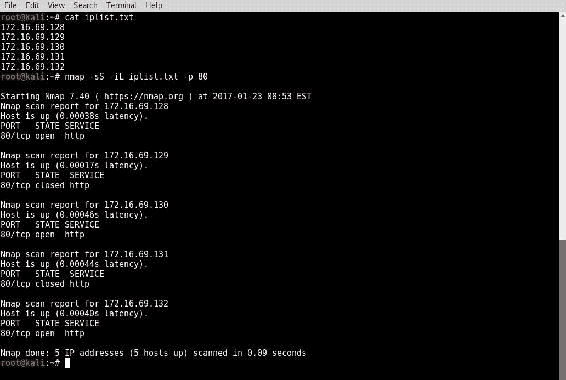 File Edit View Search Terminal Help
root@kali:~# cat iplist.txt
172.16.69.128
172.16.69.129
172.16.69.130
172.16.69.131
172.16.69.132
root@kali:~# nmap -sS -iL iplist.txt -p 80
Starting Nmap 7.40 ( https://nmap.org ) at 2017-01-23 08:53 EST
Nmap scan report for 172.16.69.128
Host is up (0.00038s latency).
PORT   STATE SERVICE
80/tcp open  http
Nmap scan report for 172.16.69.129
Host is up (0.00017s latency).
PORT   STATE  SERVICE
80/tcp closed http
Nmap scan report for 172.16.69.130
Host is up (0.00046s latency).
PORT   STATE SERVICE
80/tcp open  http
Nmap scan report for 172.16.69.131
Host is up (0.00044s latency).
PORT   STATE  SERVICE
80/tcp closed http
Nmap scan report for 172.16.69.132
Host is up (0.00040s latency).
PORT   STATE SERVICE
80/tcp open  http
Nmap done: 5 IP addresses (5 hosts up) scanned in 0.09 seconds
root@kali:~#